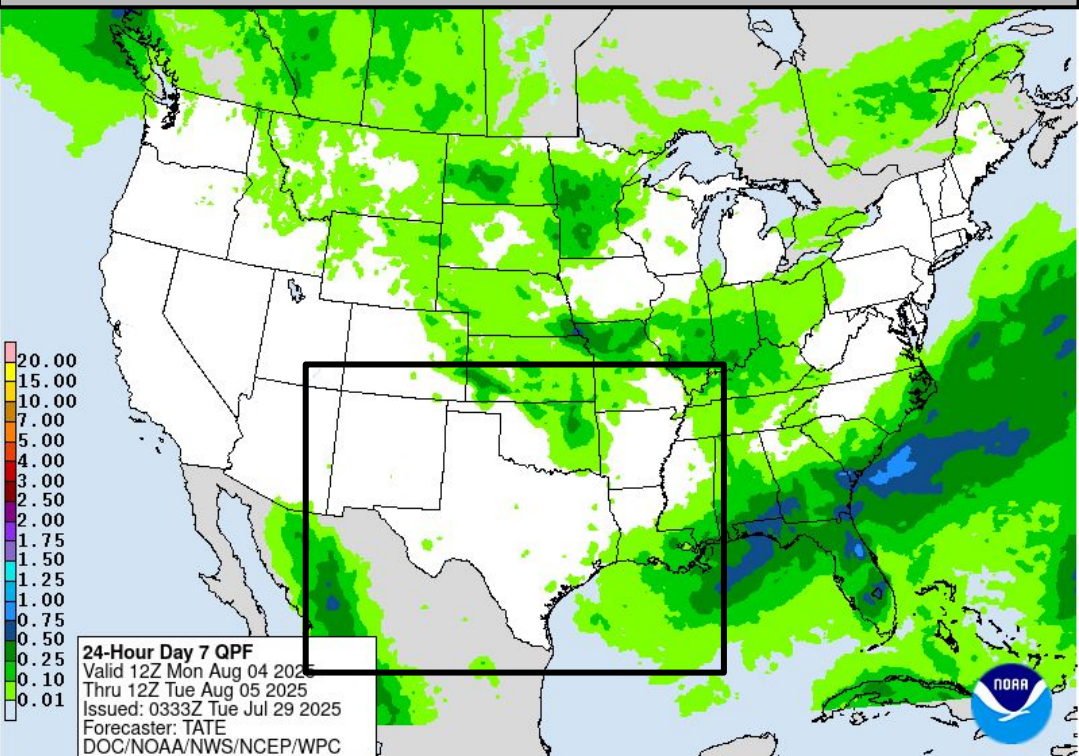 20.00
15.00
10.00
7.00
5.00
4.00
3.00
2.50
2.00
1.75
1.50
1.25
1.00
0.75
0.50
0.25
0.10
0.01
24-Hour Day 7 QPF
Valid 12Z Mon Aug 04 2025
Thru 12Z Tue Aug 05 2025
Issued: 0333Z Tue Jul 29 2025
Forecaster: TATE
DOC/NOAA/NWS/NCEP/WPC
NOAA